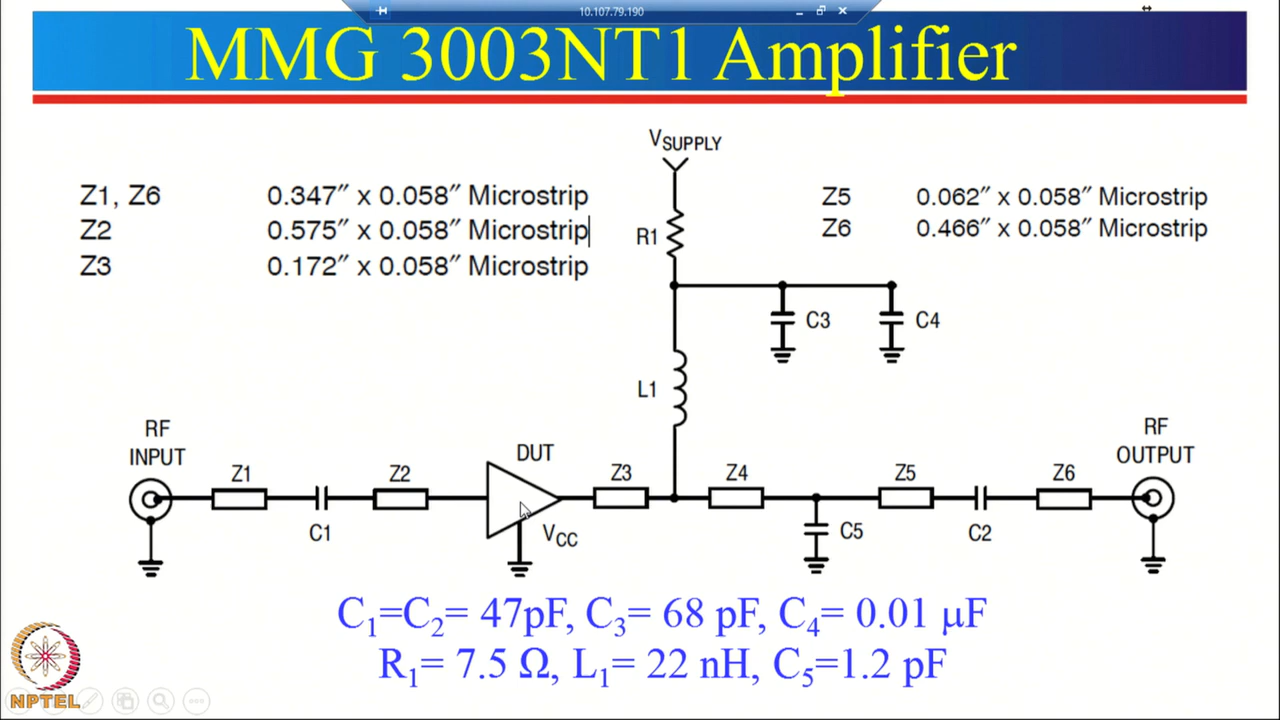 10.107.79.190
MMG 3003NT1 Amplifier
VSUPPLY
Z1, Z6 0.347″ x 0.058″ Microstrip
Z2 0.575″ x 0.058″ Microstrip
Z3 0.172″ x 0.058″ Microstrip
Z5 0.062″ x 0.058″ Microstrip
Z6 0.466″ x 0.058″ Microstrip
R1
C3
C4
L1
RF
INPUT
RF
OUTPUT
DUT
Z1
Z2
Z3
Z4
Z5
Z6
C1
VCC
C5
C2
C1=C2= 47pF, C3= 68 pF, C4= 0.01 μF
R1= 7.5 Ω, L1= 22 nH, C5=1.2 pF
NPTEL